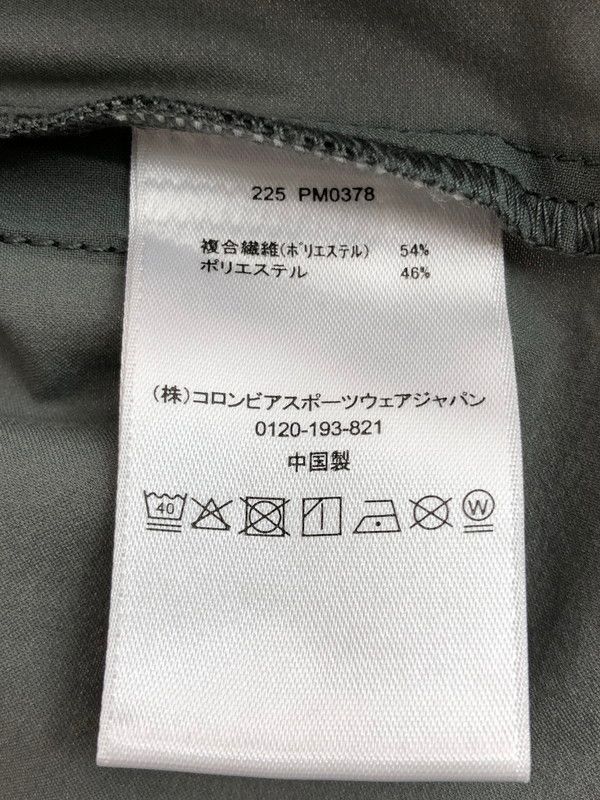 225 PM0378
複合繊維(ポリエステル) 54%
ポリエステル 46%
(株)コロンビアスポーツウェアジャパン
0120-193-821
中国製
40 W